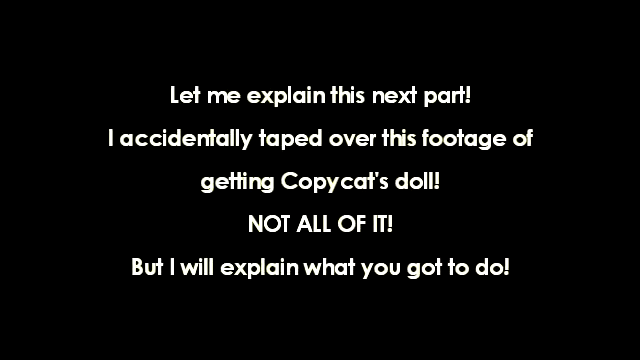 Let me explain this next part!
I accidentally taped over this footage of
getting Copycat's doll!
NOT ALL OF IT!
But I will explain what you got to do!